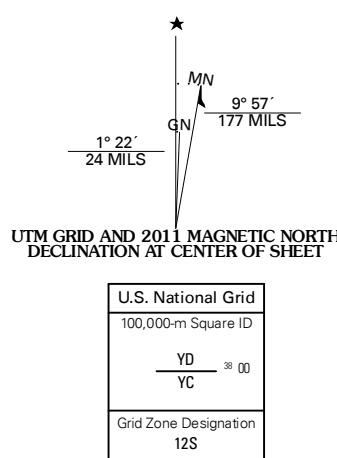 ★
MN
GN
9° 57´
177 MILS
1° 22´
24 MILS
UTM GRID AND 2011 MAGNETIC NORTH
DECLINATION AT CENTER OF SHEET
U.S. National Grid
100,000-m Square ID
YD
38 00
YC
Grid Zone Designation
12S